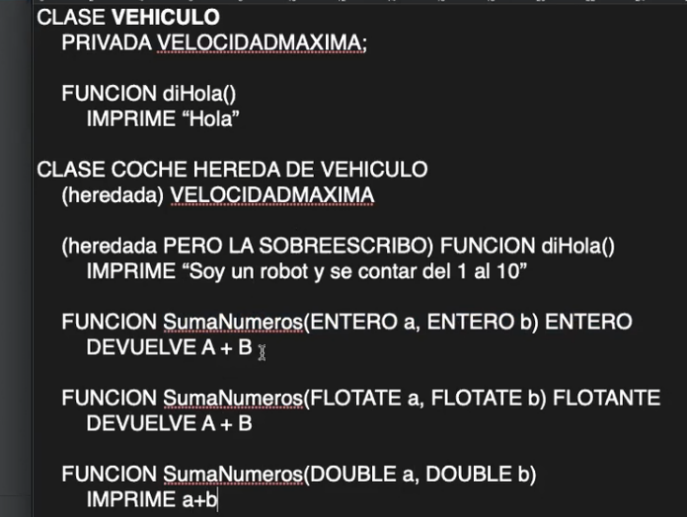 CLASE VEHICULO
PRIVADA VELOCIDADMAXIMA;
FUNCION diHola()
IMPRIME “Hola”
CLASE COCHE HEREDA DE VEHICULO
(heredada) VELOCIDADMAXIMA
(heredada PERO LA SOBREESCRIBO) FUNCION diHola()
IMPRIME “Soy un robot y se contar del 1 al 10”
FUNCION SumaNumeros(ENTERO a, ENTERO b) ENTERO
DEVUELVE A + B
FUNCION SumaNumeros(FLOTATE a, FLOTATE b) FLOTANTE
DEVUELVE A + B
FUNCION SumaNumeros(DOUBLE a, DOUBLE b)
IMPRIME a+b